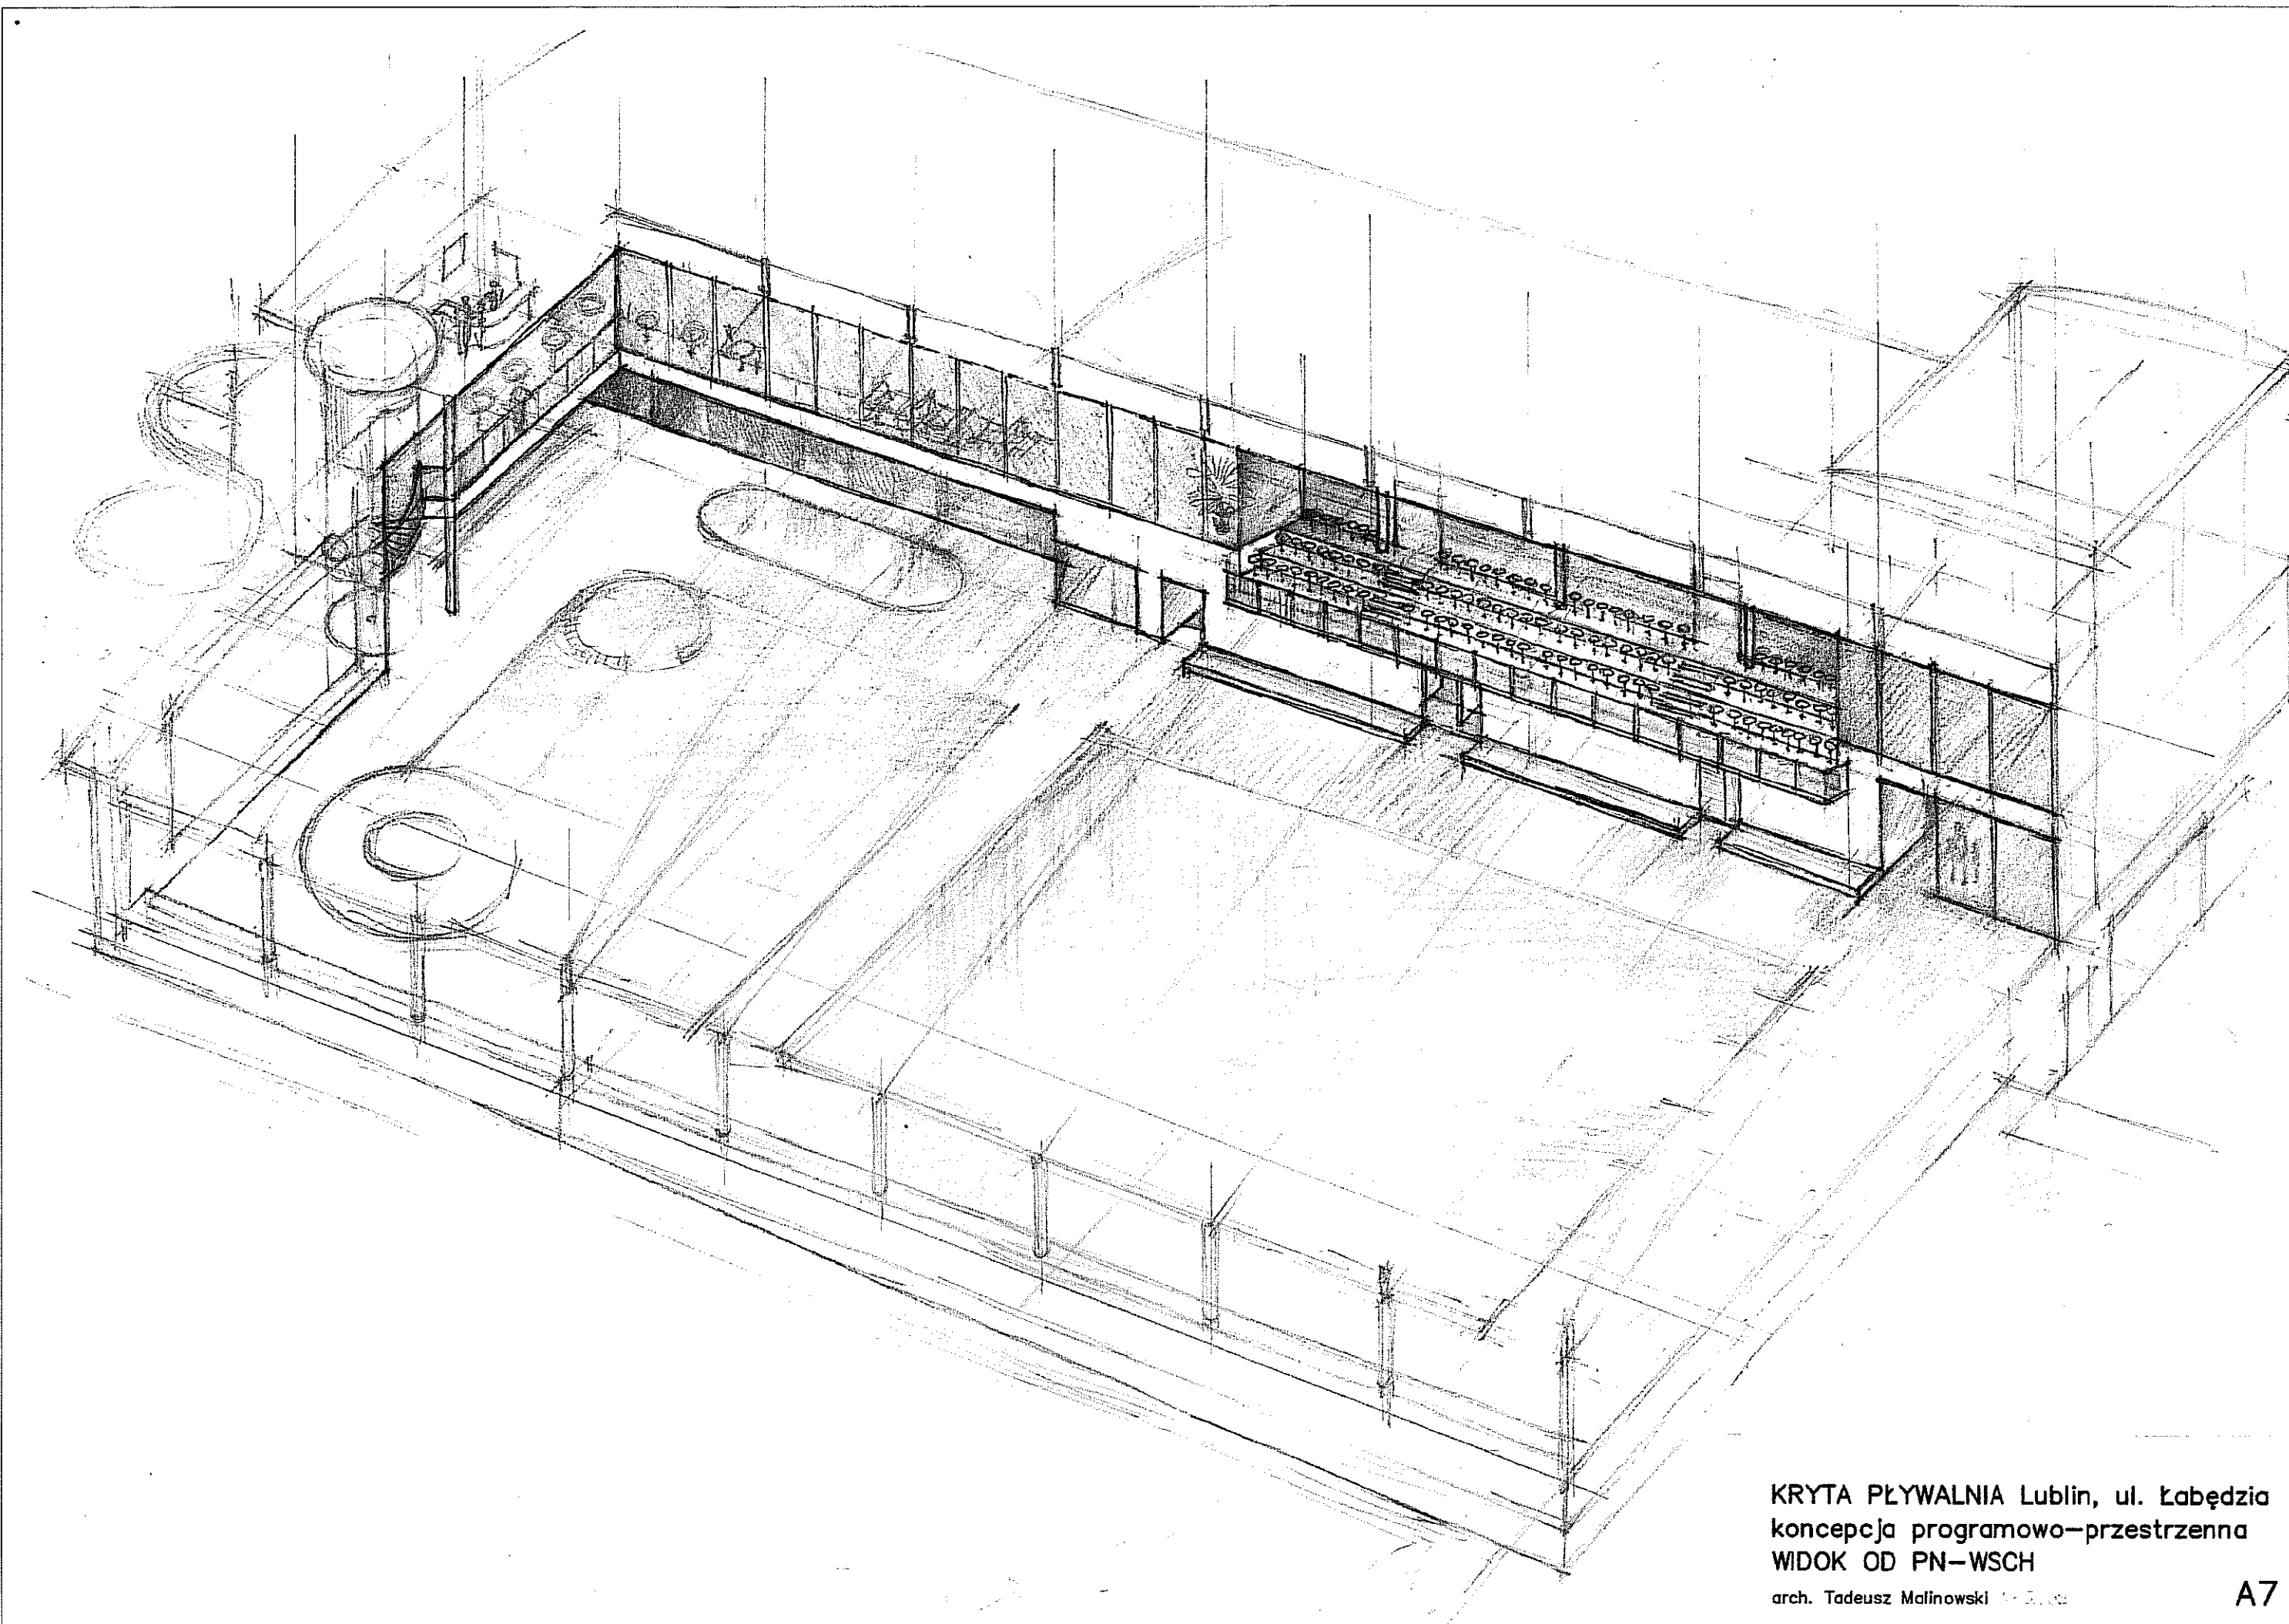 KRYTA PŁYWALNIA Lublin, ul. Łabędzia
koncepcja programowo–przestrzenna
WIDOK OD PN–WSCH
arch. Tadeusz Malinowski
A7